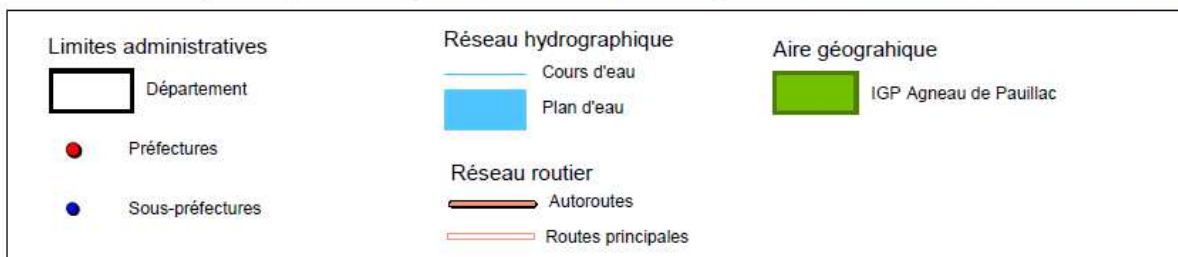 Limites administratives
Département
Préfectures
Sous-préfectures
Réseau hydrographique
Cours d'eau
Plan d'eau
Réseau routier
Autoroutes
Routes principales
Aire géograhique
IGP Agneau de Pauillac